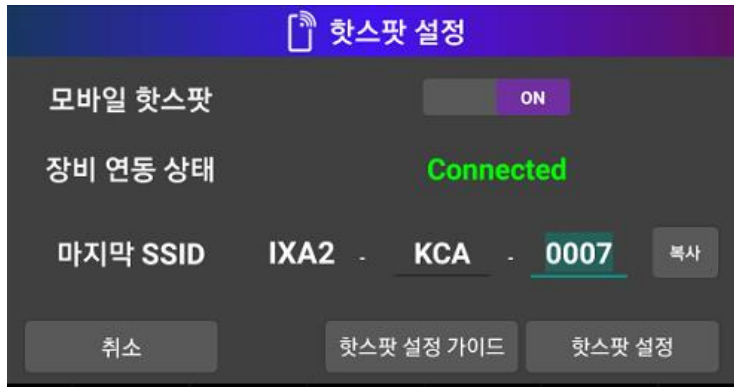 핫스팟 설정
모바일 핫스팟 ON
장비 연동 상태 Connected
마지막 SSID IXA2 - KCA - 0007 복사
취소 핫스팟 설정 가이드 핫스팟 설정